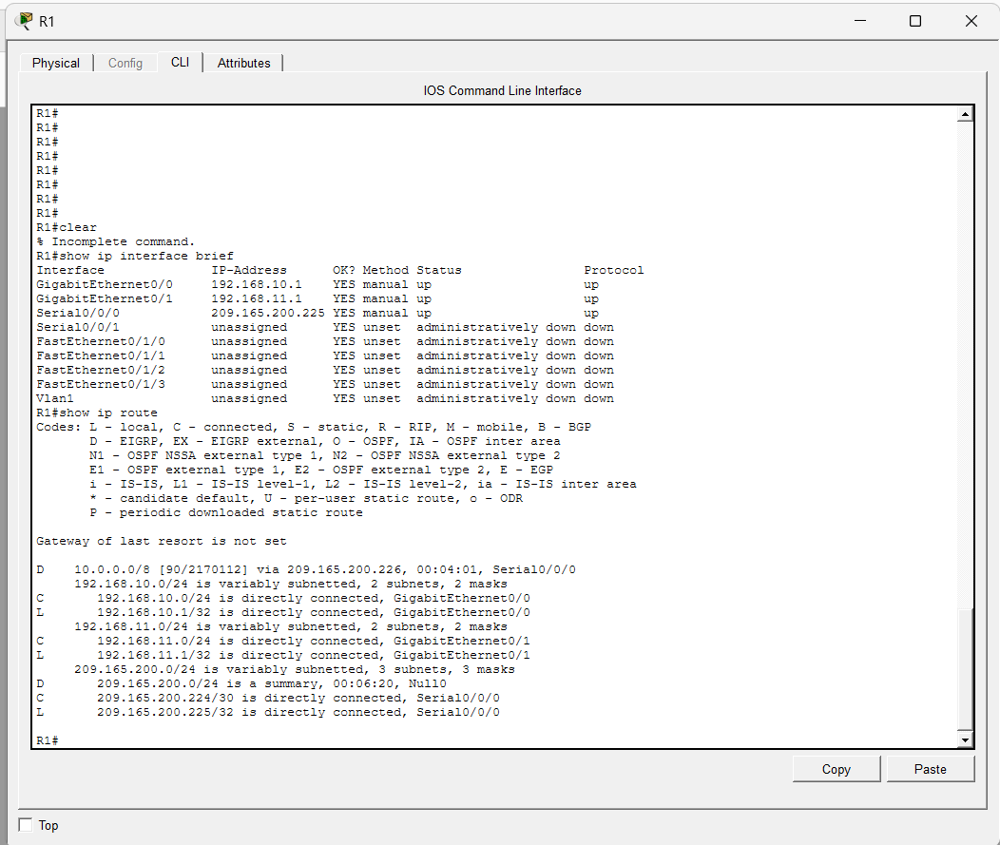 R1
Physical Config CLI Attributes
IOS Command Line Interface
R1#
R1#
R1#
R1#
R1#
R1#
R1#
R1#
R1#clear
% Incomplete command.
R1#show ip interface brief
Interface              IP-Address      OK? Method Status                Protocol
GigabitEthernet0/0     192.168.10.1    YES manual up                    up
GigabitEthernet0/1     192.168.11.1    YES manual up                    up
Serial0/0/0            209.165.200.225 YES manual up                    up
Serial0/0/1            unassigned      YES unset  administratively down down
FastEthernet0/1/0      unassigned      YES unset  administratively down down
FastEthernet0/1/1      unassigned      YES unset  administratively down down
FastEthernet0/1/2      unassigned      YES unset  administratively down down
FastEthernet0/1/3      unassigned      YES unset  administratively down down
Vlan1                  unassigned      YES unset  administratively down down
R1#show ip route
Codes: L - local, C - connected, S - static, R - RIP, M - mobile, B - BGP
       D - EIGRP, EX - EIGRP external, O - OSPF, IA - OSPF inter area
       N1 - OSPF NSSA external type 1, N2 - OSPF NSSA external type 2
       E1 - OSPF external type 1, E2 - OSPF external type 2, E - EGP
       i - IS-IS, L1 - IS-IS level-1, L2 - IS-IS level-2, ia - IS-IS inter area
       * - candidate default, U - per-user static route, o - ODR
       P - periodic downloaded static route
Gateway of last resort is not set
D    10.0.0.0/8 [90/2170112] via 209.165.200.226, 00:04:01, Serial0/0/0
     192.168.10.0/24 is variably subnetted, 2 subnets, 2 masks
C       192.168.10.0/24 is directly connected, GigabitEthernet0/0
L       192.168.10.1/32 is directly connected, GigabitEthernet0/0
     192.168.11.0/24 is variably subnetted, 2 subnets, 2 masks
C       192.168.11.0/24 is directly connected, GigabitEthernet0/1
L       192.168.11.1/32 is directly connected, GigabitEthernet0/1
     209.165.200.0/24 is variably subnetted, 3 subnets, 3 masks
D       209.165.200.0/24 is a summary, 00:06:20, Null0
C       209.165.200.224/30 is directly connected, Serial0/0/0
L       209.165.200.225/32 is directly connected, Serial0/0/0
R1#
Copy Paste
Top